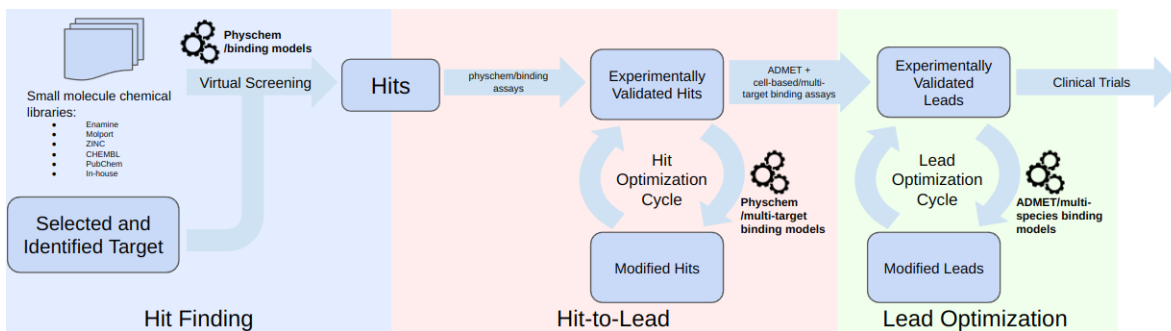 Physchem
/binding models
Virtual Screening
Small molecule chemical
libraries:
● Enamine
● Molport
● ZINC
● CHEMBL
● PubChem
● In-house
Selected and
Identified Target
Hit Finding
Hits
physchem/binding
assays
Experimentally
Validated Hits
Hit
Optimization
Cycle
Physchem
/multi-target
binding models
Modified Hits
Hit-to-Lead
ADMET +
cell-based/multi-
target binding assays
Experimentally
Validated
Leads
Clinical Trials
Lead
Optimization
Cycle
ADMET/multi-
species binding
models
Modified Leads
Lead Optimization